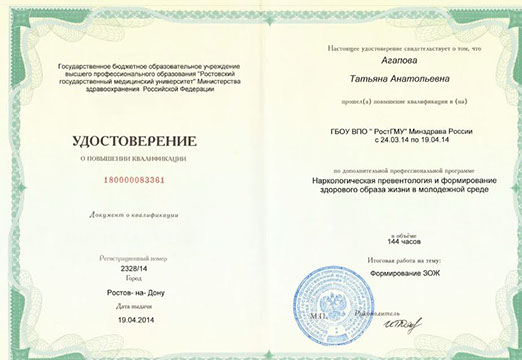 Государственное бюджетное образовательное учреждение
высшего профессионального образования "Ростовский
государственный медицинский университет" Министерства
здравоохранения Российской Федерации
УДОСТОВЕРЕНИЕ
О ПОВЫШЕНИИ КВАЛИФИКАЦИИ
180000083361
Документ о квалификации
Регистрационный номер
2328/14
Город
Ростов- на- Дону
Дата выдачи
19.04.2014
Настоящее удостоверение свидетельствует о том, что
Агапова
Татьяна Анатольевна
прошел(а) повышение квалификации в (на)
ГБОУ ВПО " РостГМУ" Минздрава России
с 24.03.14 по 19.04.14
по дополнительной профессиональной программе
Наркологическая превентология и формирование
здорового образа жизни в молодежной среде
в объёме
144 часов
Итоговая работа на тему:
Формирование ЗОЖ
М.П.
Руководитель